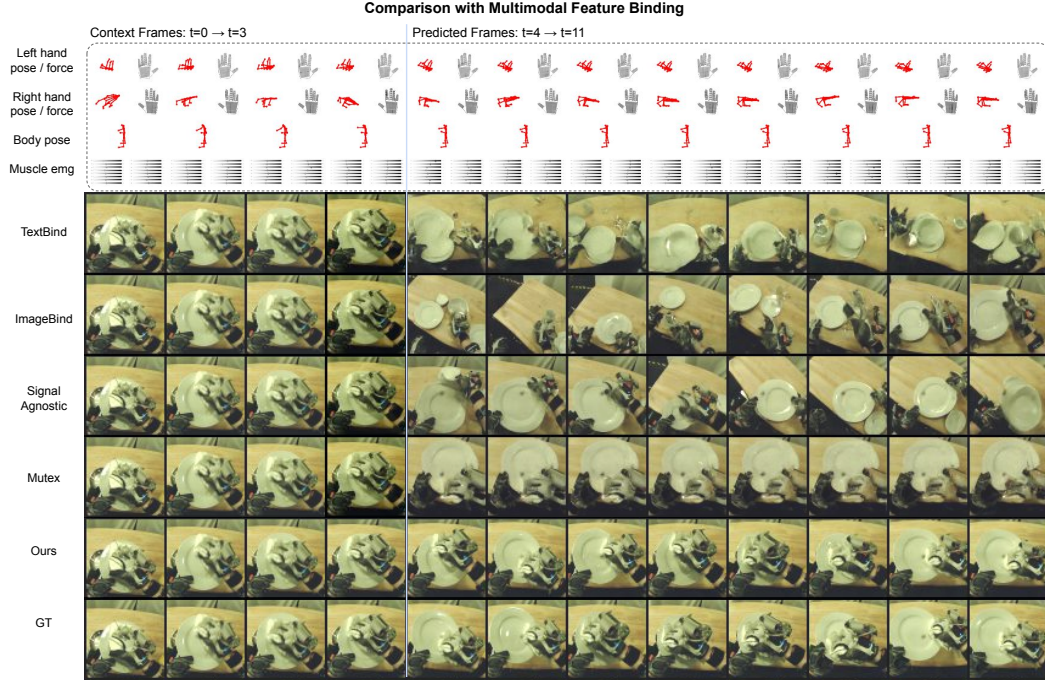 Comparison with Multimodal Feature Binding
Context Frames: t=0 → t=3
Predicted Frames: t=4 → t=11
Left hand
pose / force
Right hand
pose / force
Body pose
Muscle emg
TextBind
ImageBind
Signal
Agnostic
Mutex
Ours
GT